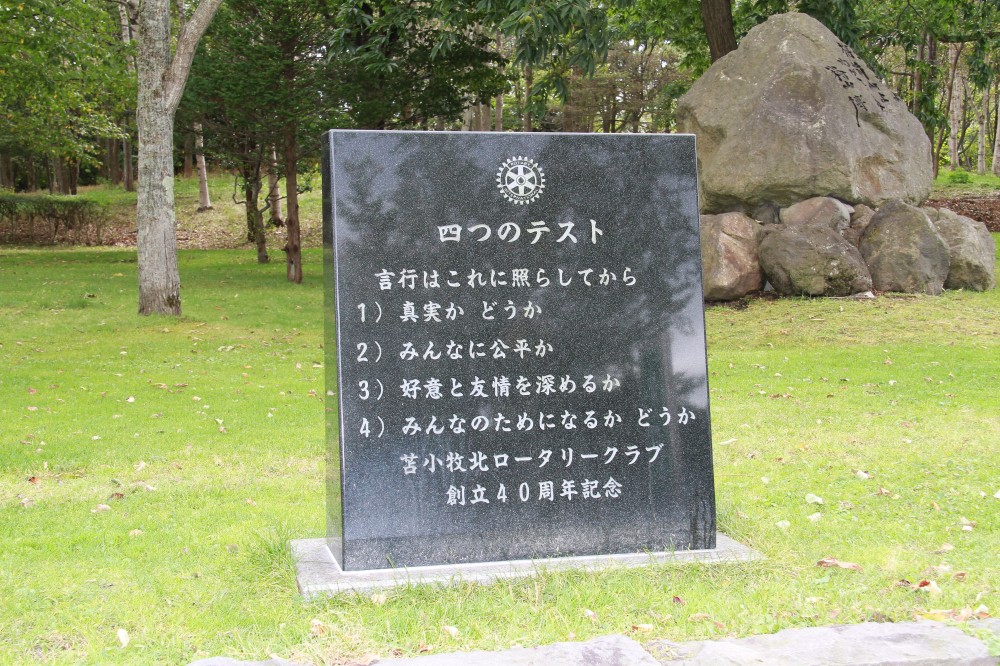 四つのテスト
言行はこれに照らしてから
1) 真実か どうか
2) みんなに公平か
3) 好意と友情を深めるか
4) みんなのためになるか どうか
苫小牧北ロータリークラブ
創立40周年記念